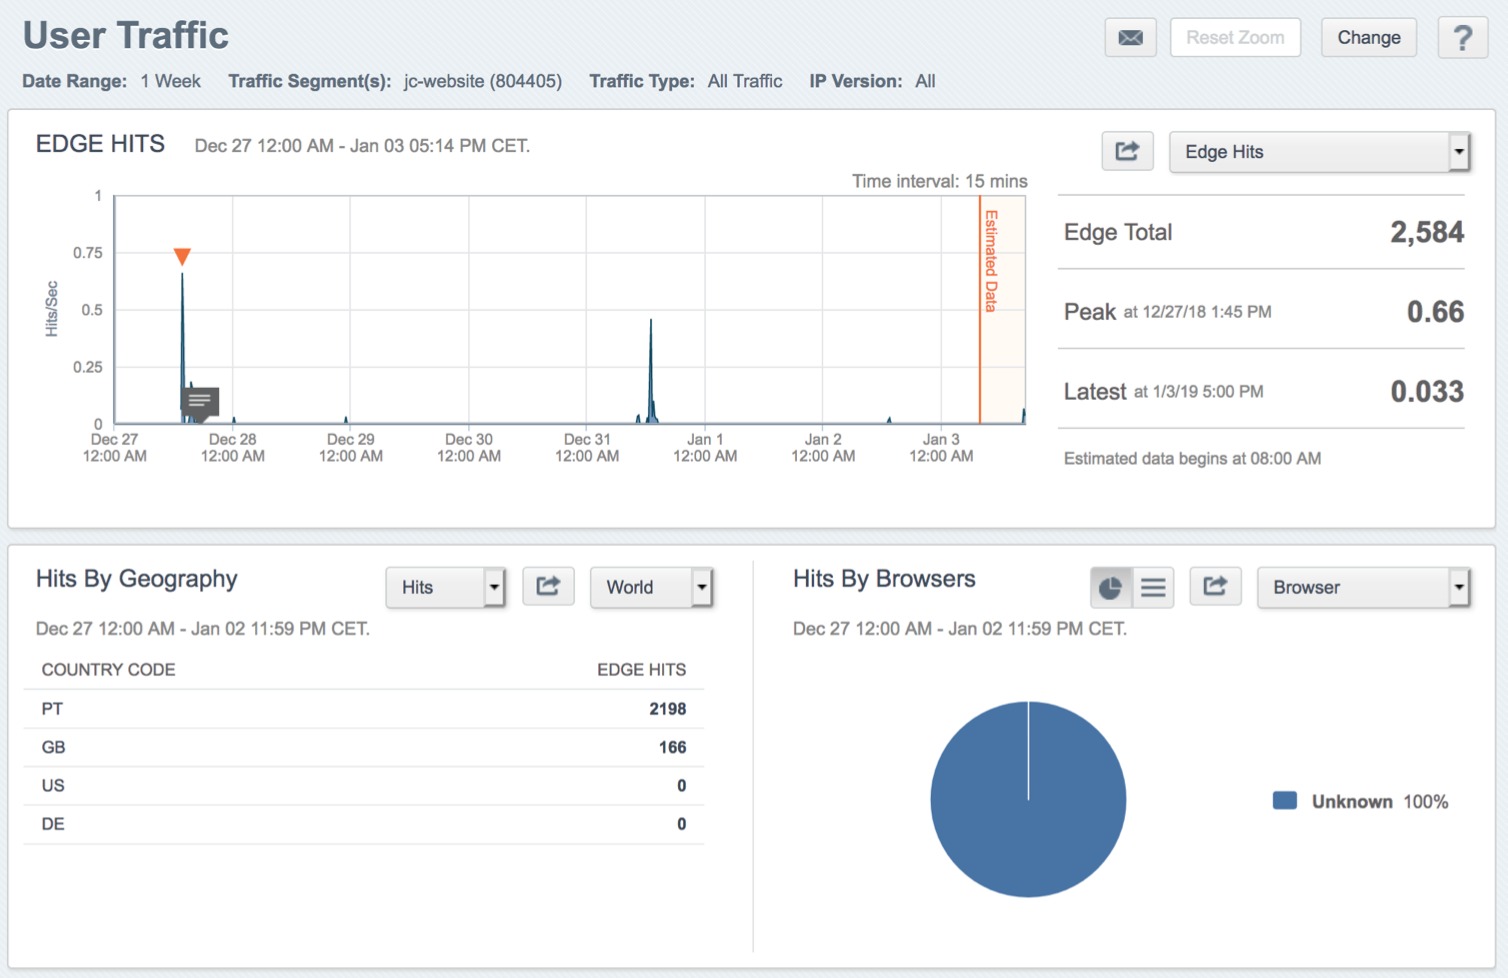 User Traffic
Reset Zoom
Change
?
Date Range: 1 Week Traffic Segment(s): jc-website (804405) Traffic Type: All Traffic IP Version: All
EDGE HITS Dec 27 12:00 AM - Jan 03 05:14 PM CET.
Edge Hits
Time interval: 15 mins
1
0.75
0.5
0.25
0
Hits/Sec
Estimated Data
Dec 27 Dec 28 Dec 29 Dec 30 Dec 31 Jan 1 Jan 2 Jan 3
12:00 AM 12:00 AM 12:00 AM 12:00 AM 12:00 AM 12:00 AM 12:00 AM 12:00 AM
Edge Total 2,584
Peak at 12/27/18 1:45 PM 0.66
Latest at 1/3/19 5:00 PM 0.033
Estimated data begins at 08:00 AM
Hits By Geography Hits World
Dec 27 12:00 AM - Jan 02 11:59 PM CET.
COUNTRY CODE EDGE HITS
PT 2198
GB 166
US 0
DE 0
Hits By Browsers Browser
Dec 27 12:00 AM - Jan 02 11:59 PM CET.
Unknown 100%